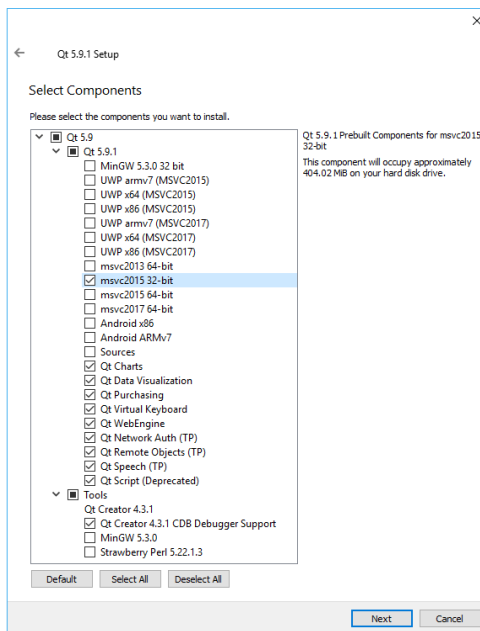 Qt 5.9.1 Setup
Select Components
Please select the components you want to install.
Qt 5.9
Qt 5.9.1
MinGW 5.3.0 32 bit
UWP armv7 (MSVC2015)
UWP x64 (MSVC2015)
UWP x86 (MSVC2015)
UWP armv7 (MSVC2017)
UWP x64 (MSVC2017)
UWP x86 (MSVC2017)
msvc2013 64-bit
msvc2015 32-bit
msvc2015 64-bit
msvc2017 64-bit
Android x86
Android ARMv7
Sources
Qt Charts
Qt Data Visualization
Qt Purchasing
Qt Virtual Keyboard
Qt WebEngine
Qt Network Auth (TP)
Qt Remote Objects (TP)
Qt Speech (TP)
Qt Script (Deprecated)
Tools
Qt Creator 4.3.1
Qt Creator 4.3.1 CDB Debugger Support
MinGW 5.3.0
Strawberry Perl 5.22.1.3
Qt 5.9.1 Prebuilt Components for msvc2015
32-bit
This component will occupy approximately
404.02 MiB on your hard disk drive.
Default Select All Deselect All
Next Cancel